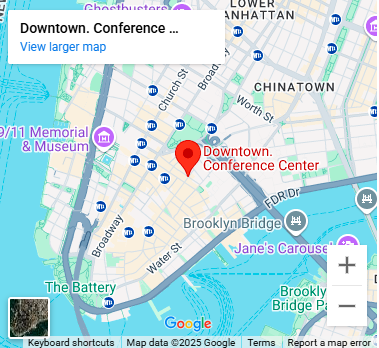 Ghostbusters
LOWER
MANHATTAN
Downtown. Conference ...
View larger map
Broadway
CHINATOWN
Church St
Worth St
9/11 Memorial
& Museum
Downtown.
Conference Center
FDR Dr
Broadway
Brooklyn Bridge
Water St
Jane's Carousel
The Battery
Brooklyn
Bridge Pa
Google
Keyboard shortcuts
Map data ©2025 Google
Terms
Report a map error